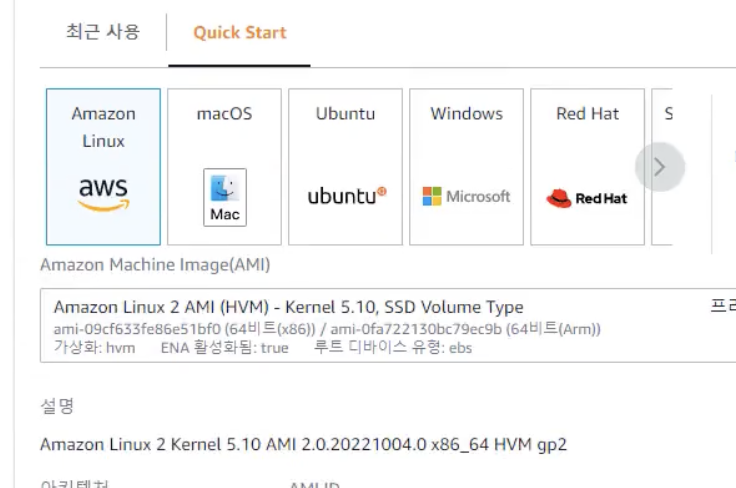 최근 사용
Quick Start
Amazon
Linux
aws
macOS
Mac
Ubuntu
ubuntu
Windows
Microsoft
Red Hat
Red Hat
S
Amazon Machine Image(AMI)
Amazon Linux 2 AMI (HVM) - Kernel 5.10, SSD Volume Type
프리
ami-09cf633fe86e51bf0 (64비트(x86)) / ami-0fa722130bc79ec9b (64비트(Arm))
가상화: hvm ENA 활성화됨: true 루트 디바이스 유형: ebs
설명
Amazon Linux 2 Kernel 5.10 AMI 2.0.20221004.0 x86_64 HVM gp2
아키텍처 AMI ID